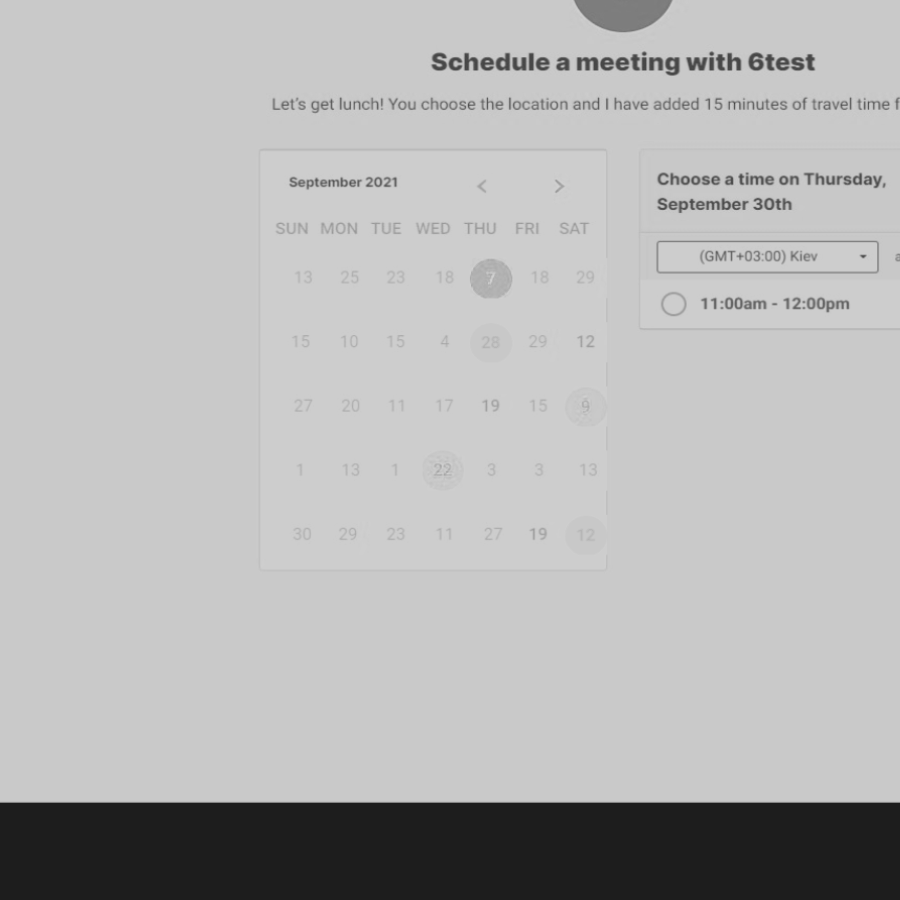 Schedule a meeting with 6test
Let's get lunch! You choose the location and I have added 15 minutes of travel time f
September 2021
SUN MON TUE WED THU FRI SAT
13 25 23 18 7 18 29
15 10 15 4 28 29 12
27 20 11 17 19 15 9
1 13 1 22 3 3 13
30 29 23 11 27 19 12
Choose a time on Thursday,
September 30th
(GMT+03:00) Kiev
11:00am - 12:00pm